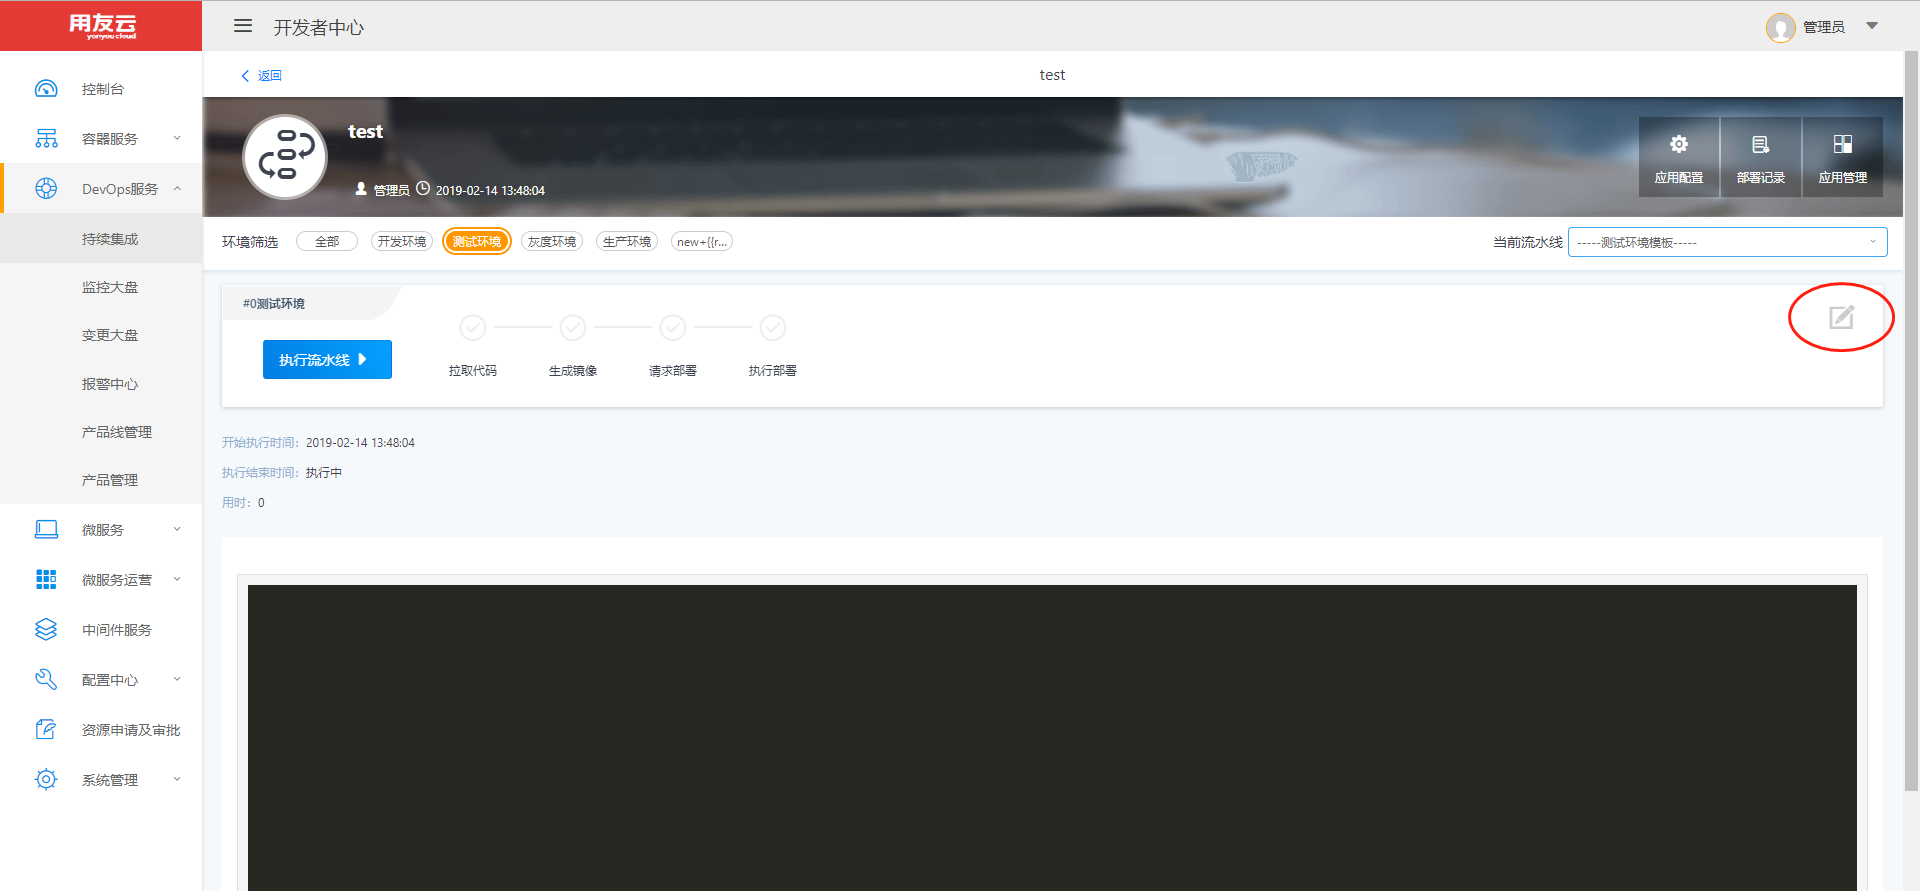 用友云
yonyou cloud
开发者中心
管理员
控制台
容器服务
DevOps服务
持续集成
监控大盘
变更大盘
报警中心
产品线管理
产品管理
微服务
微服务运营
中间件服务
配置中心
资源申请及审批
系统管理
返回
test
test
管理员 2019-02-14 13:48:04
应用配置 部署记录 应用管理
环境筛选 全部 开发环境 测试环境 灰度环境 生产环境 new+{{r...
当前流水线 -----测试环境模板-----
#0测试环境
执行流水线
拉取代码 生成镜像 请求部署 执行部署
开始执行时间: 2019-02-14 13:48:04
执行结束时间: 执行中
用时: 0